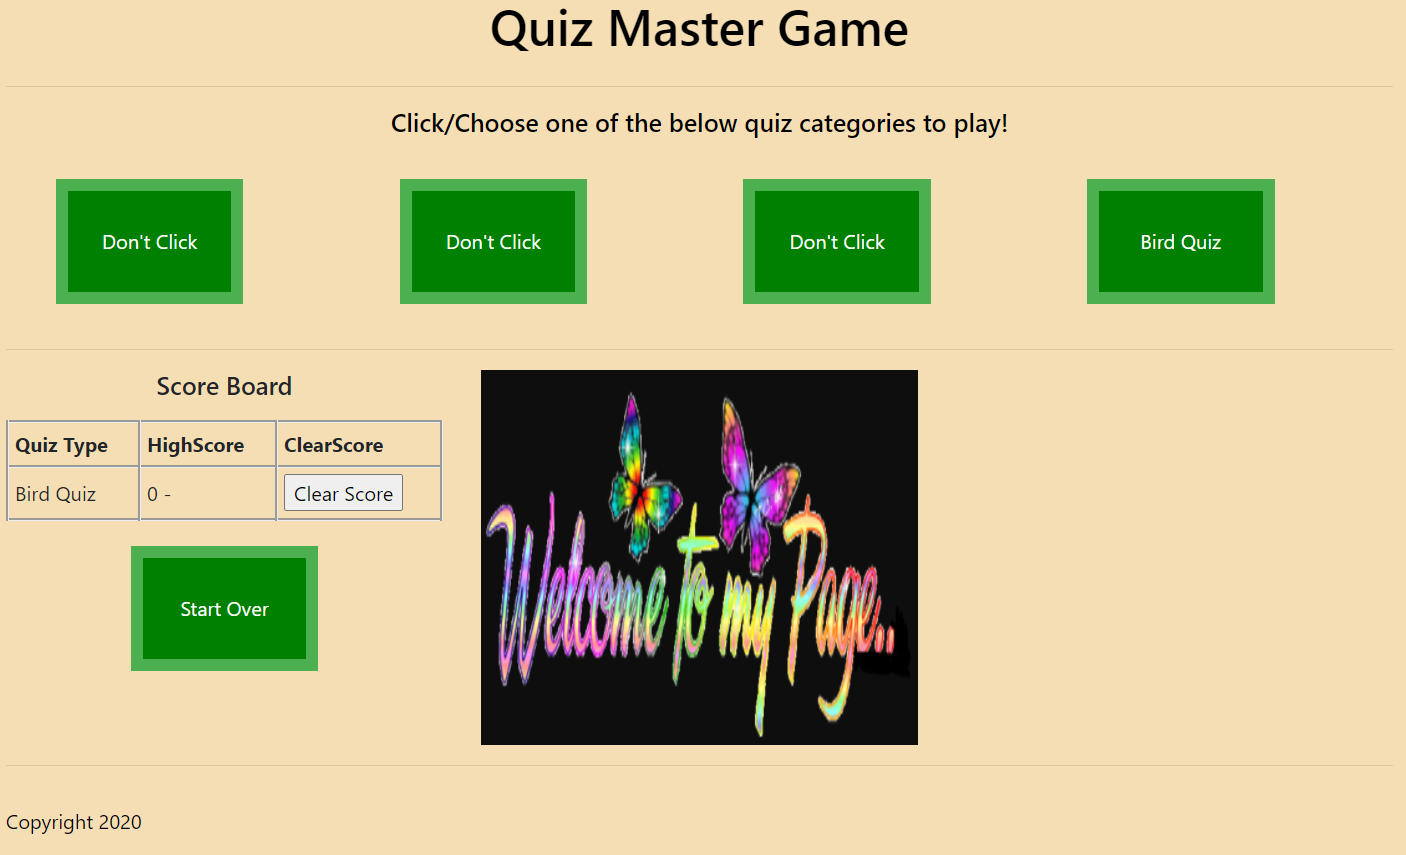 Quiz Master Game
Click/Choose one of the below quiz categories to play!
Don't Click Don't Click Don't Click Bird Quiz
Score Board
Quiz Type HighScore ClearScore
Bird Quiz 0 - Clear Score
Start Over
Welcome To my Page..
Copyright 2020